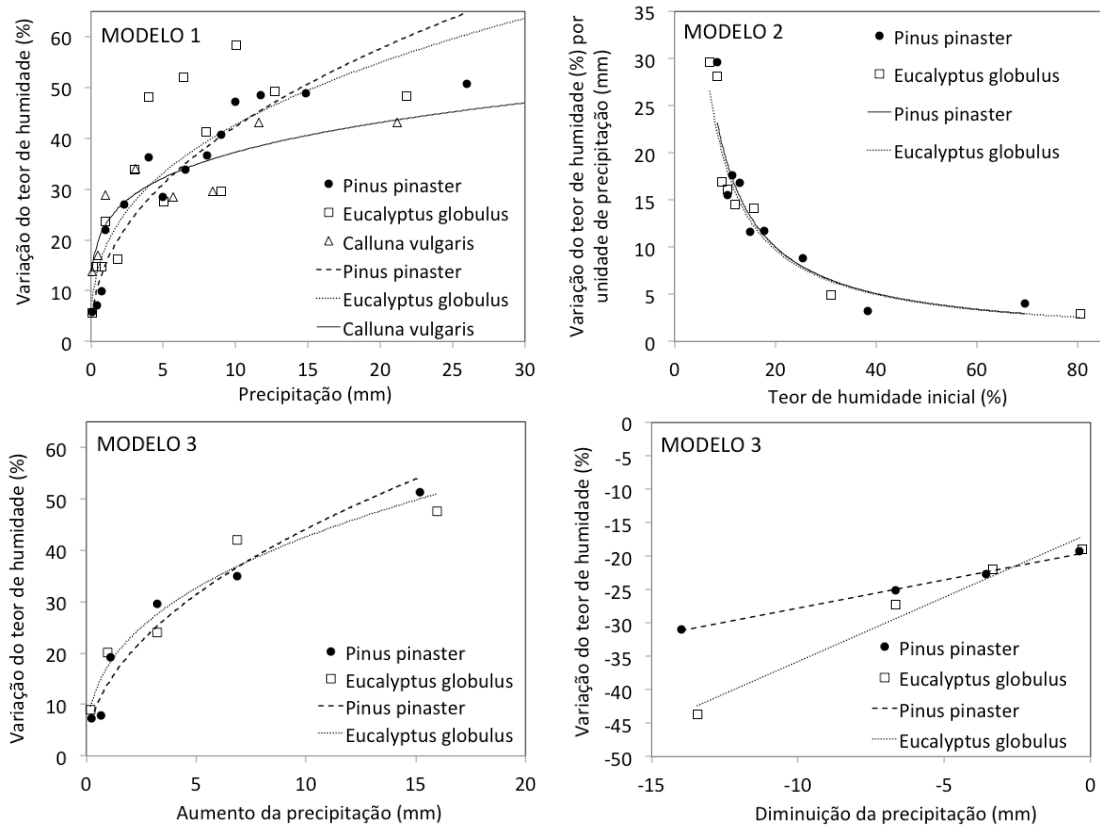 MODELO 1
Variação do teor de humidade (%)
60
50
40
30
20
10
0
Pinus pinaster
Eucalyptus globulus
Calluna vulgaris
Pinus pinaster
Eucalyptus globulus
Calluna vulgaris
0 5 10 15 20 25 30
Precipitação (mm)
MODELO 2
Variação do teor de humidade (%) por
unidade de precipitação (mm)
35
30
25
20
15
10
5
0
Pinus pinaster
Eucalyptus globulus
Pinus pinaster
Eucalyptus globulus
0 20 40 60 80
Teor de humidade inicial (%)
MODELO 3
Variação do teor de humidade (%)
60
50
40
30
20
10
0
Pinus pinaster
Eucalyptus globulus
Pinus pinaster
Eucalyptus globulus
0 5 10 15 20
Aumento da precipitação (mm)
MODELO 3
Variação do teor de humidade (%)
0
-5
-10
-15
-20
-25
-30
-35
-40
-45
-50
Pinus pinaster
Eucalyptus globulus
Pinus pinaster
Eucalyptus globulus
-15 -10 -5 0
Diminuição da precipitação (mm)